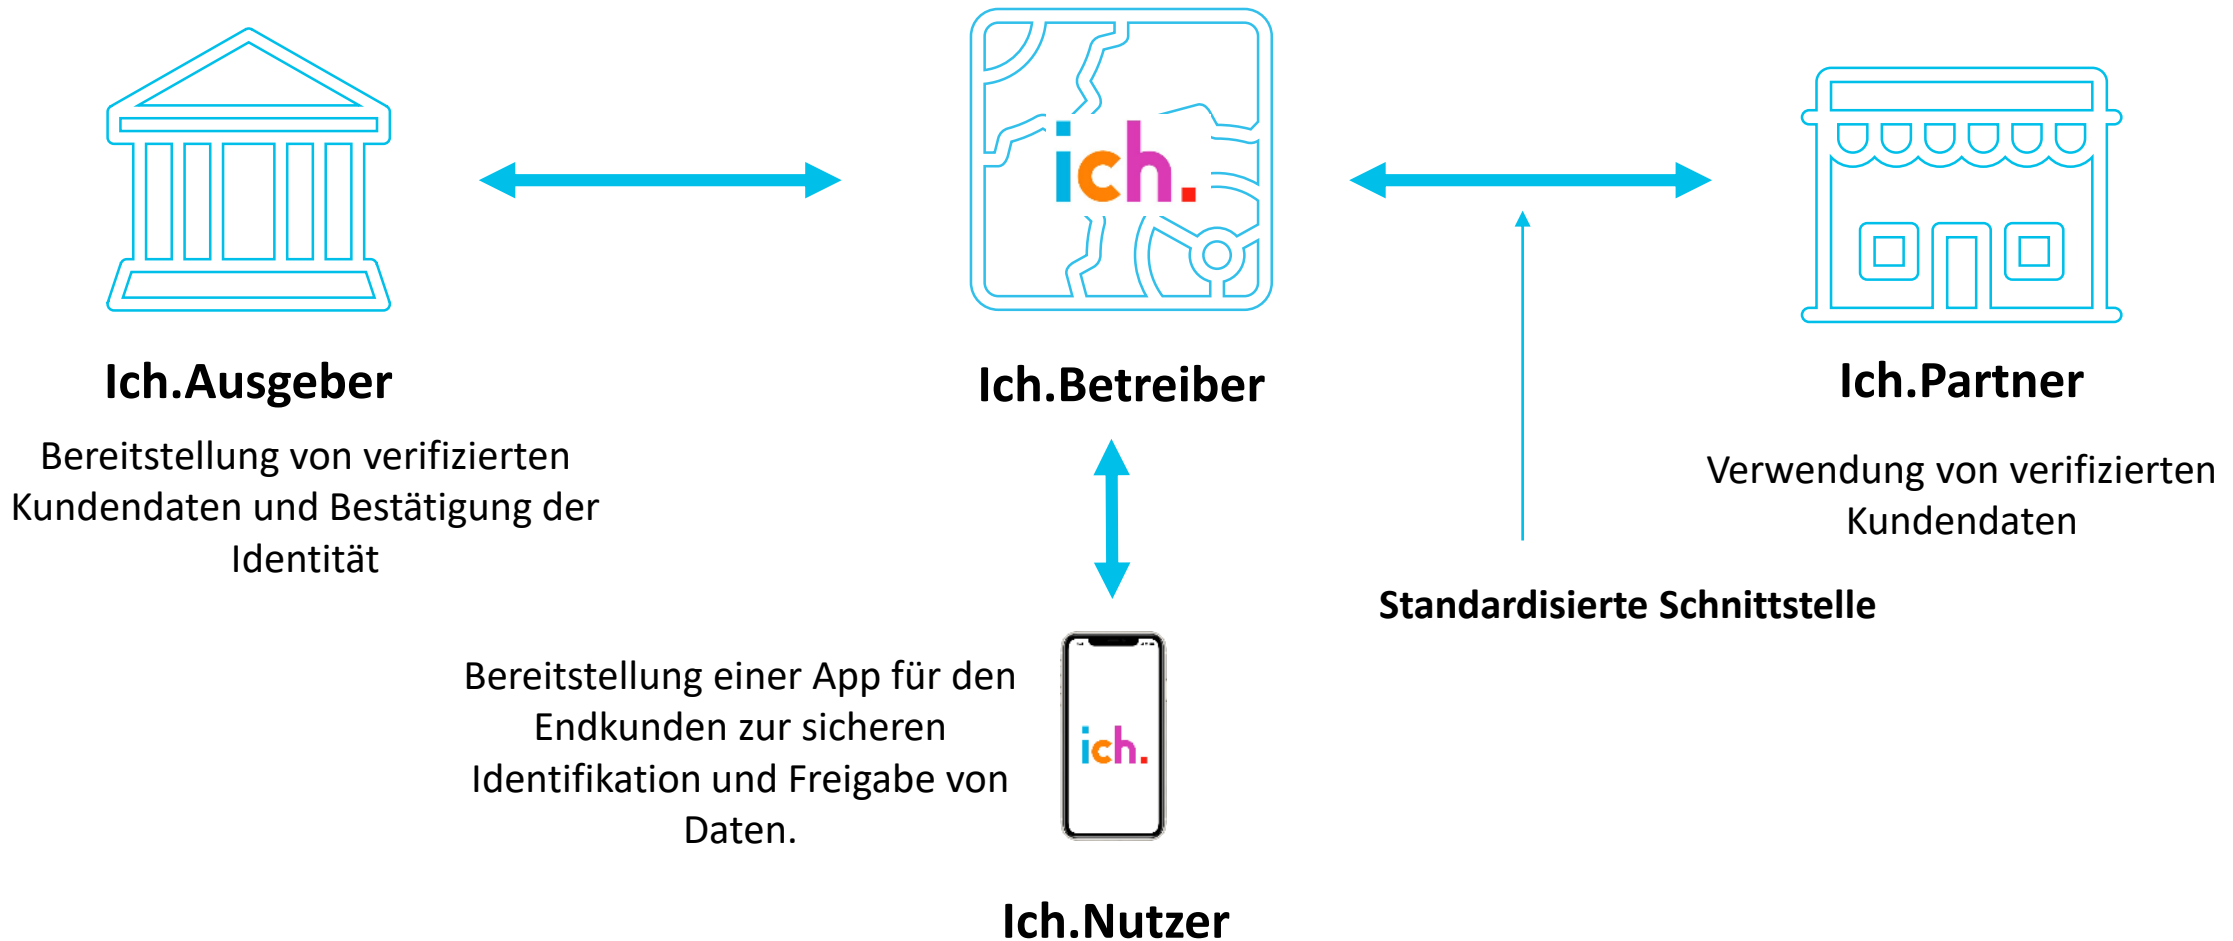 ich.
Ich.Ausgeber
Bereitstellung von verifizierten
Kundendaten und Bestätigung der
Identität
Ich.Betreiber
Ich.Partner
Verwendung von verifizierten
Kundendaten
Standardisierte Schnittstelle
Bereitstellung einer App für den
Endkunden zur sicheren
Identifikation und Freigabe von
Daten.
ich.
Ich.Nutzer